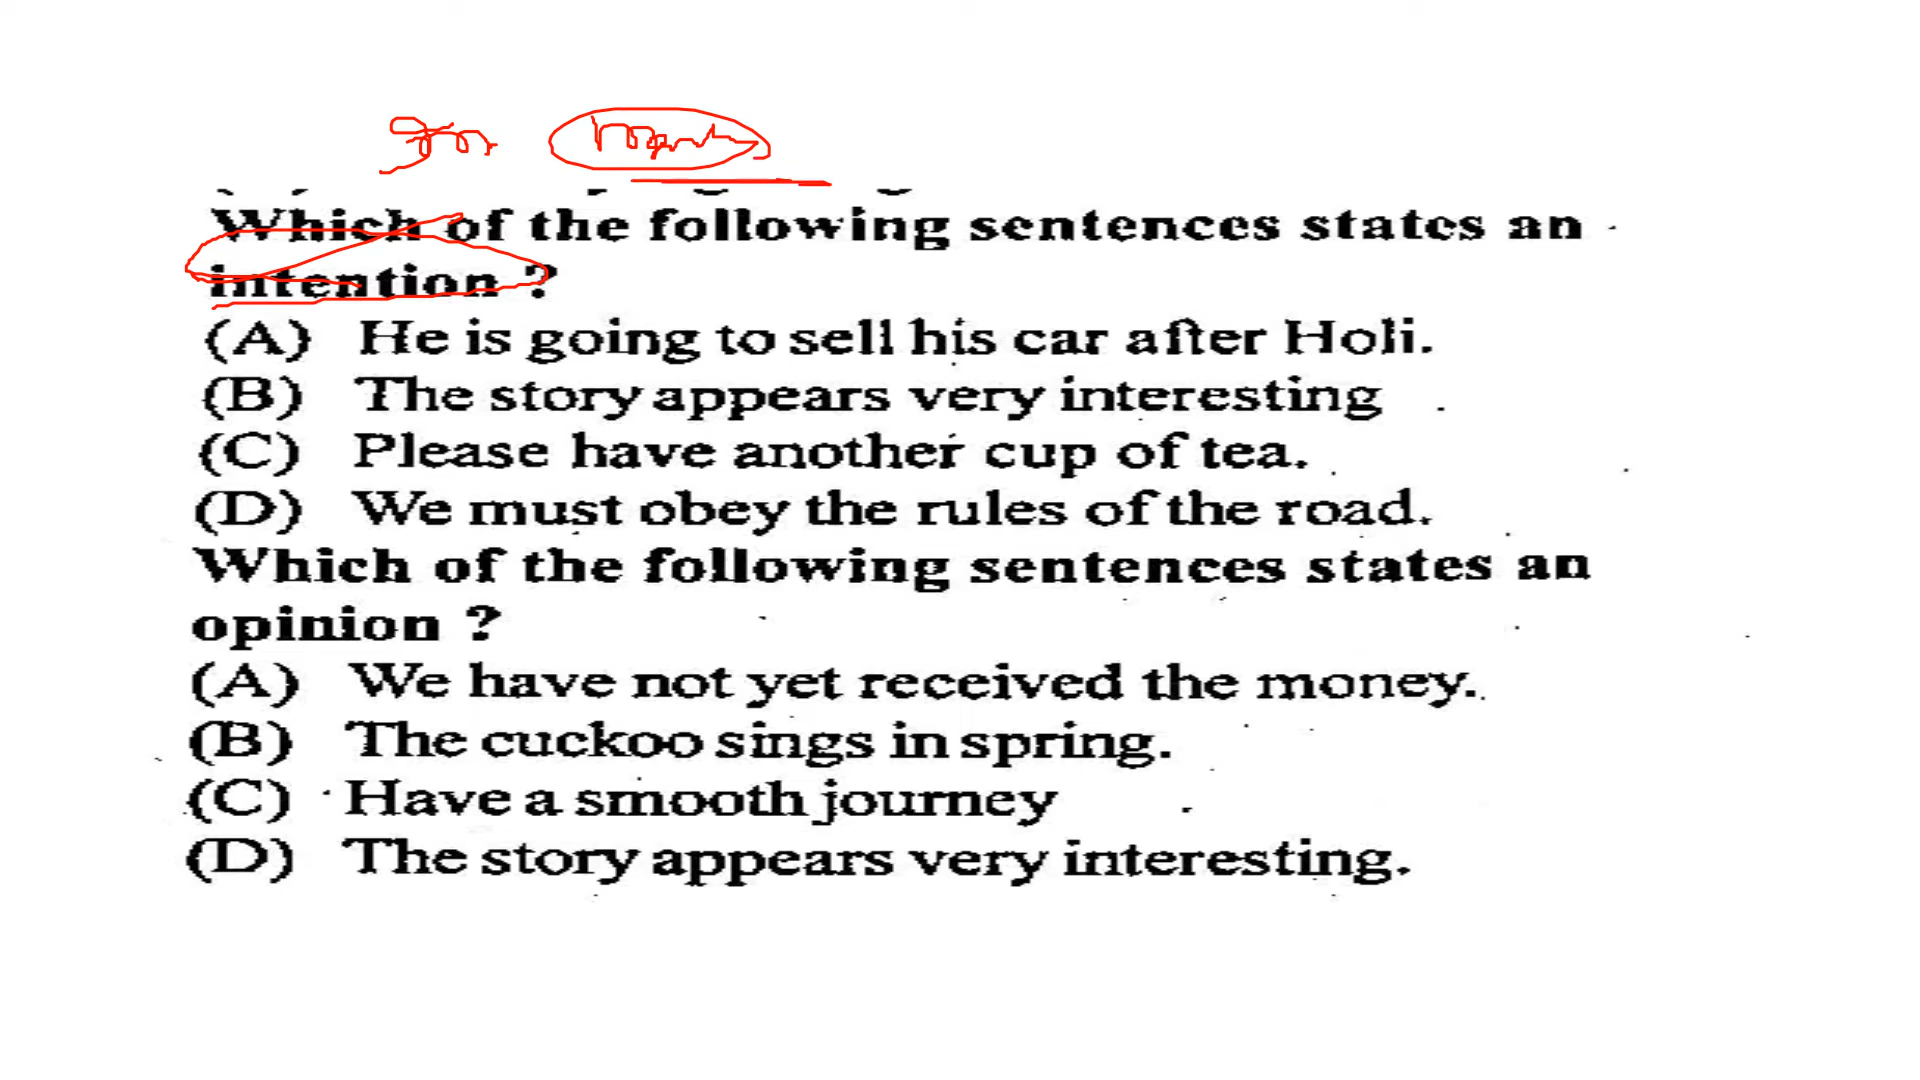 Which of the following sentences states an
intention ?
(A) He is going to sell his car after Holi.
(B) The story appears very interesting
(C) Please have another cup of tea.
(D) We must obey the rules of the road.
Which of the following sentences states an
opinion ?
(A) We have not yet received the money.
(B) The cuckoo sings in spring.
(C) Have a smooth journey
(D) The story appears very interesting.